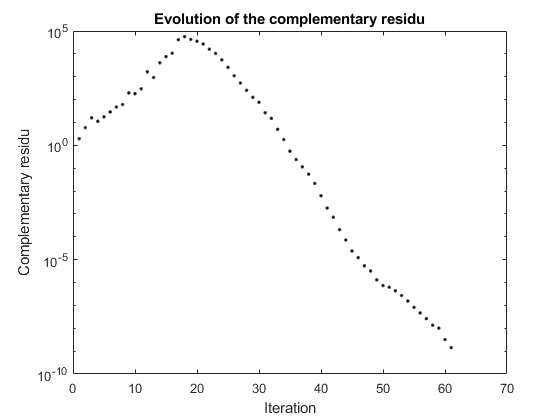 Evolution of the complementary residu
10^5
10^0
10^-5
10^-10
Complementary residu
0 10 20 30 40 50 60 70
Iteration